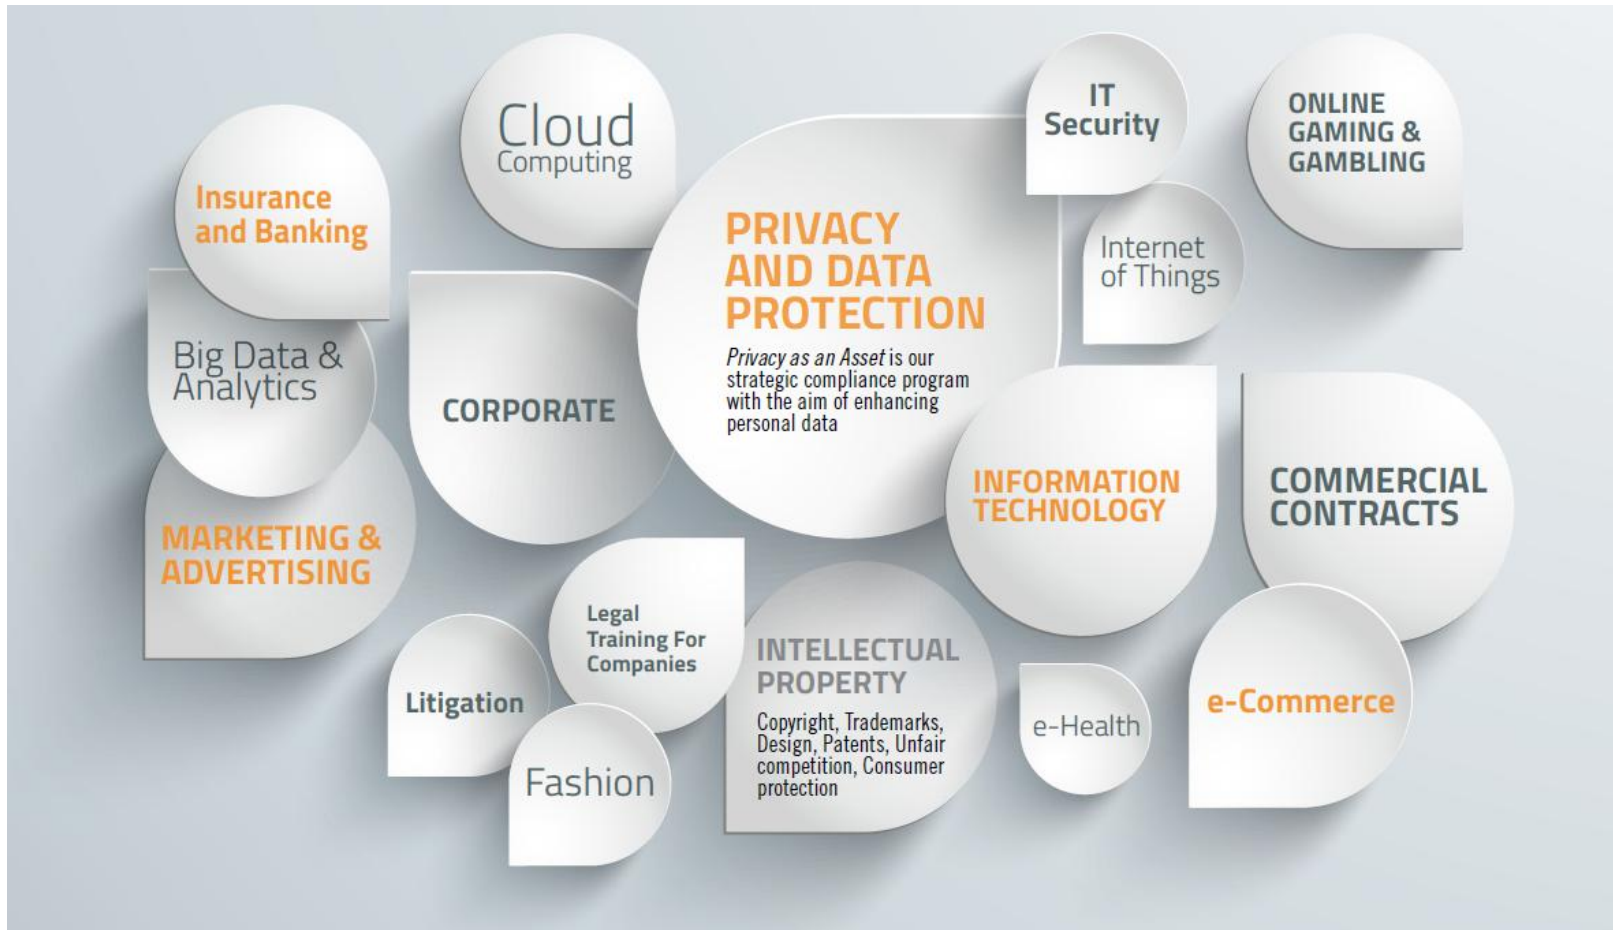 Cloud
Computing
IT
Security
ONLINE
GAMING &
GAMBLING
Insurance
and Banking
PRIVACY
AND DATA
PROTECTION
Privacy as an Asset is our
strategic compliance program
with the aim of enhancing
personal data
Internet
of Things
Big Data &
Analytics
CORPORATE
INFORMATION
TECHNOLOGY
COMMERCIAL
CONTRACTS
MARKETING &
ADVERTISING
Legal
Training For
Companies
INTELLECTUAL
PROPERTY
Copyright, Trademarks,
Design, Patents, Unfair
competition, Consumer
protection
Litigation
e-Health
e-Commerce
Fashion